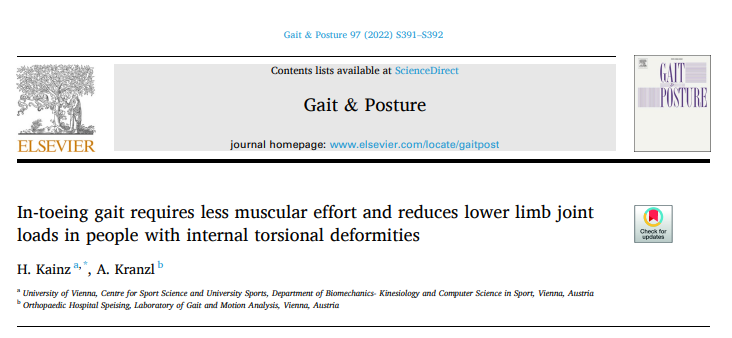 Gait & Posture 97 (2022) S391–S392
Contents lists available at ScienceDirect
Gait & Posture
journal homepage: www.elsevier.com/locate/gaitpost
ELSEVIER
GAIT
POSTURE
In-toeing gait requires less muscular effort and reduces lower limb joint
loads in people with internal torsional deformities
Check for
updates
H. Kainz a,*, A. Kranzl b
a University of Vienna, Centre for Sport Science and University Sports, Department of Biomechanics- Kinesiology and Computer Science in Sport, Vienna, Austria
b Orthopaedic Hospital Speising, Laboratory of Gait and Motion Analysis, Vienna, Austria